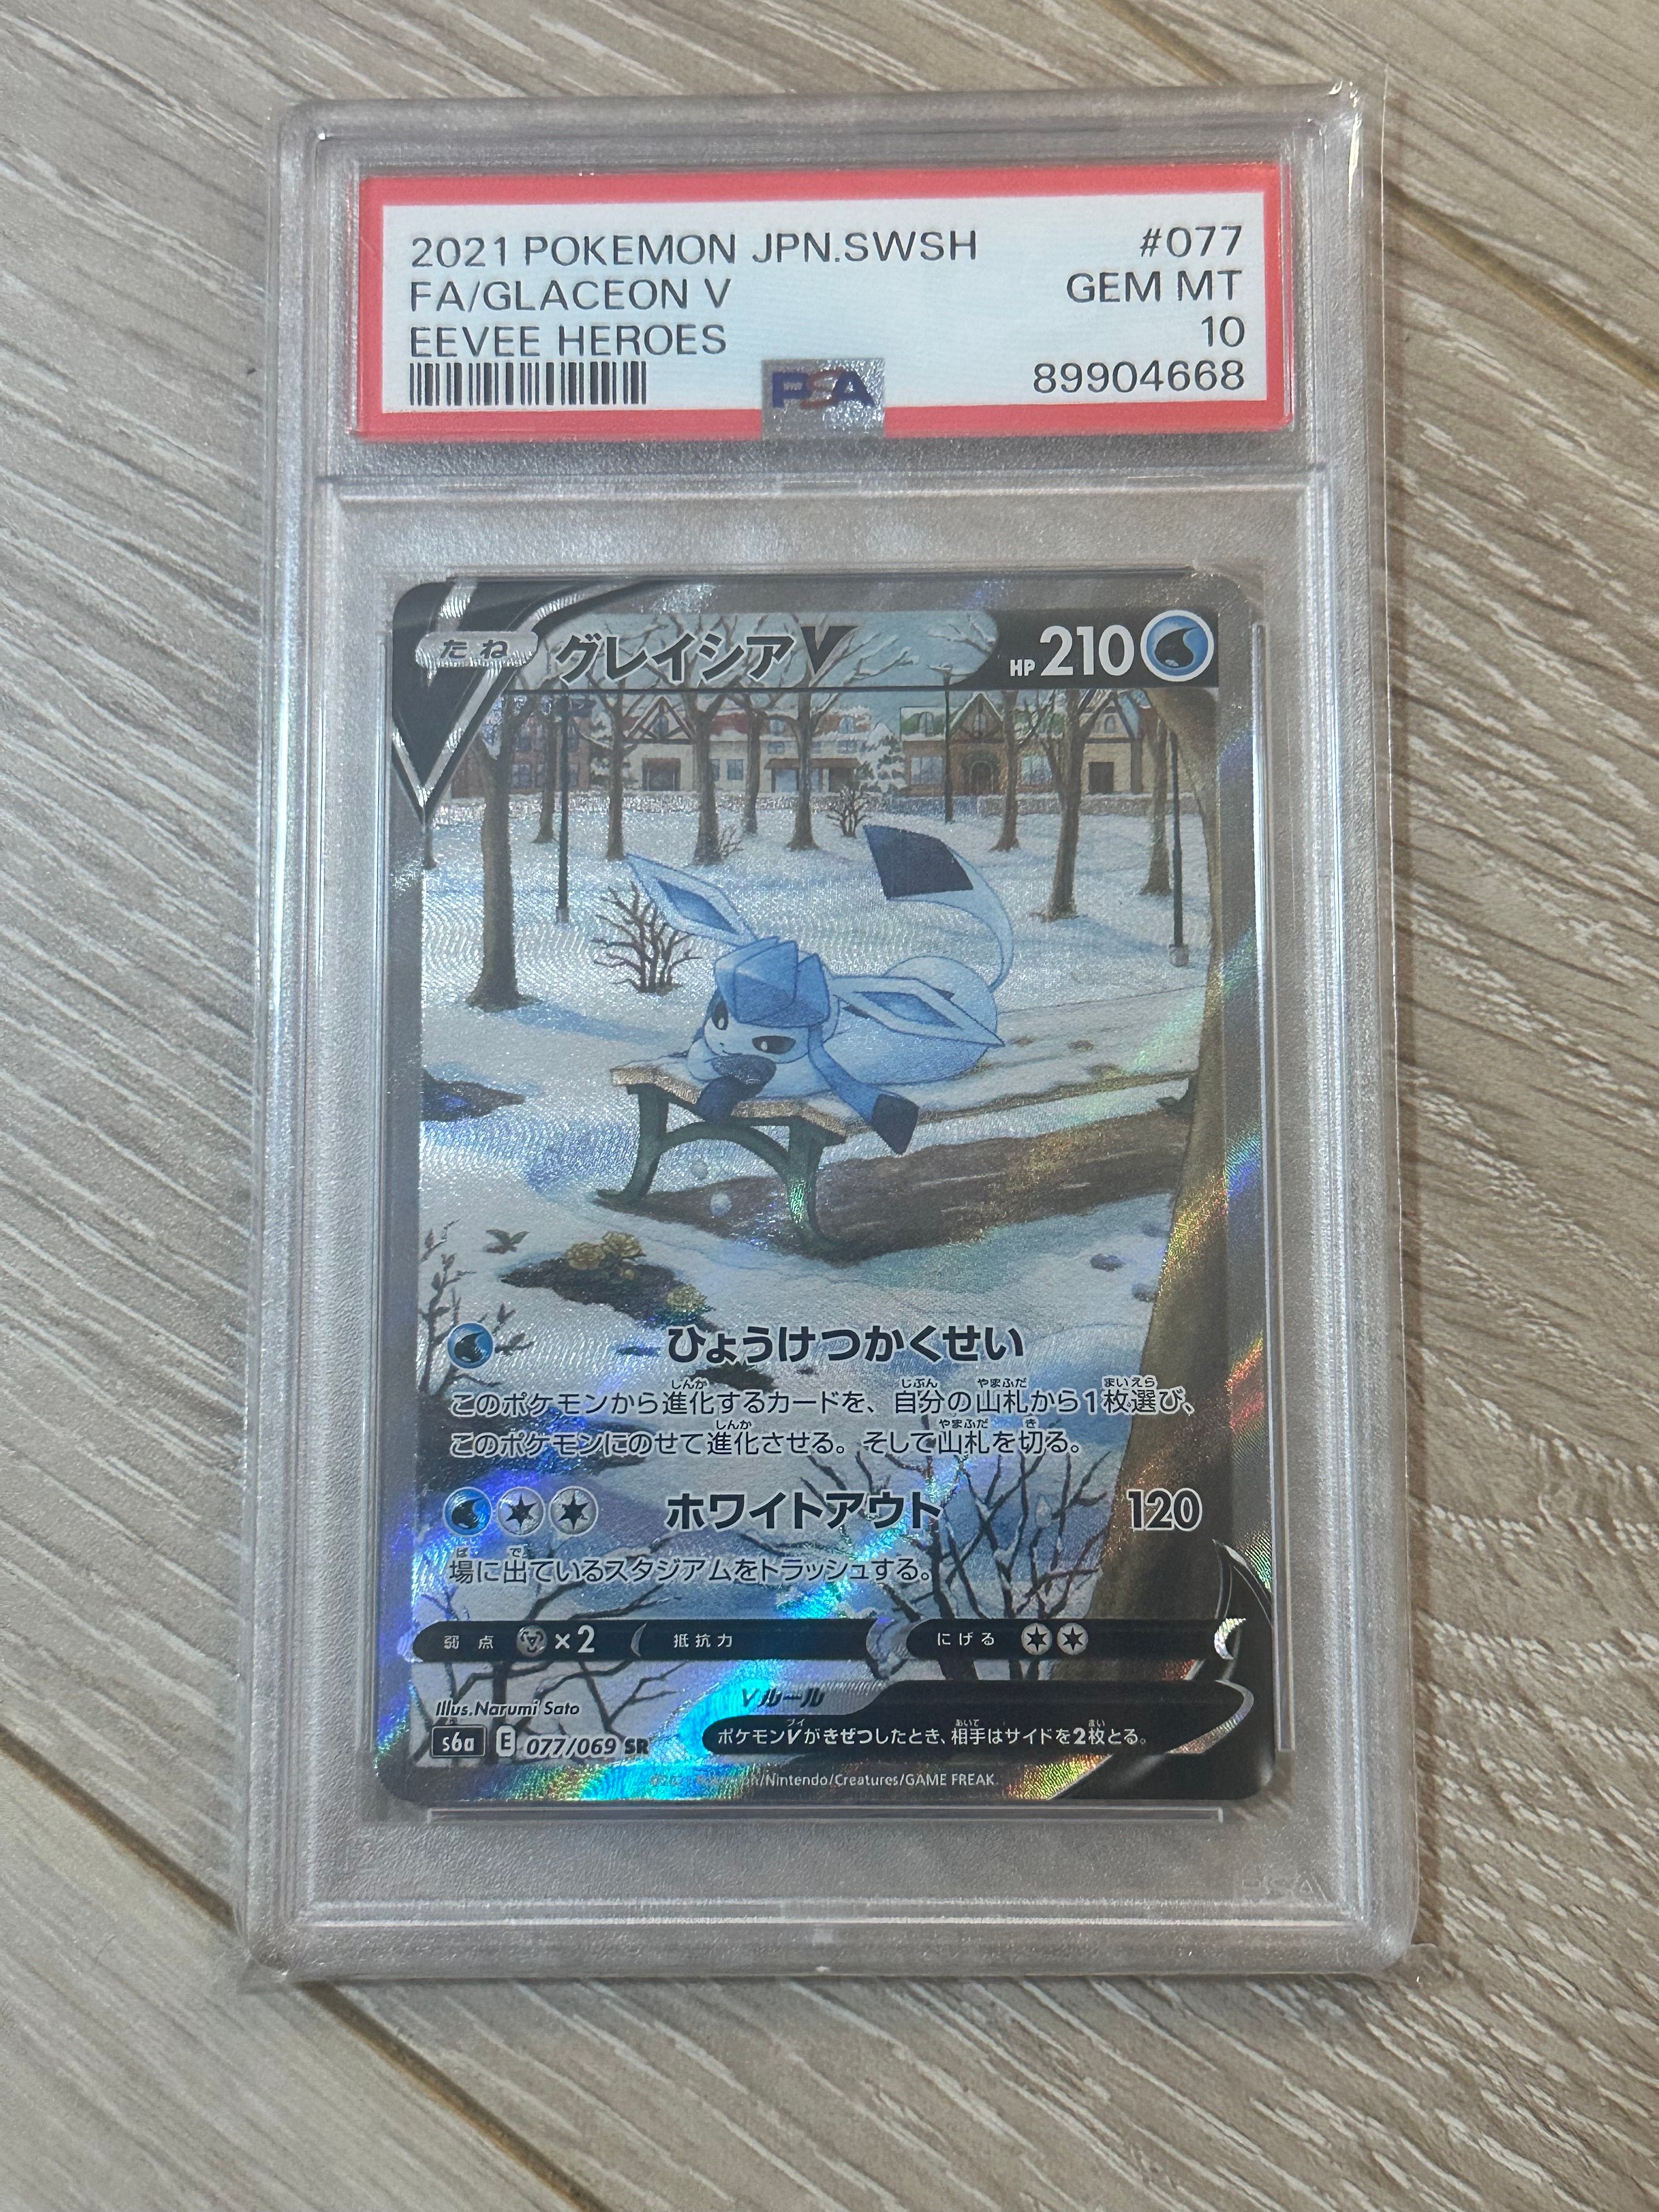 2021 POKEMON JPN.SWSH #077
FA/GLACEON V GEM MT
EEVEE HEROES 10
PSA 89904668
たね グレイシアV HP 210
ひょうけつかくせい
このポケモンから進化するカードを、自分の山札から1枚選び、
このポケモンにのせて進化させる。そして山札を切る。
ホワイトアウト 120
場に出ているスタジアムをトラッシュする。
弱点 ×2 抵抗力 にげる
Illus. Narumi Sato
Vルール
s6a E 077/069 SR
ポケモンVがきぜつしたとき、相手はサイドを2枚とる。
/Nintendo/Creatures/GAME FREAK.
PSA